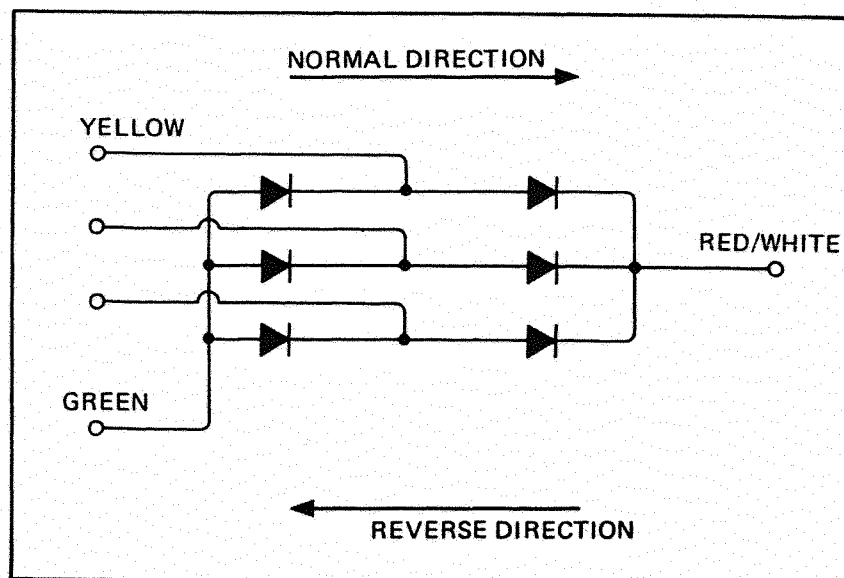 NORMAL DIRECTION
YELLOW
RED/WHITE
GREEN
REVERSE DIRECTION